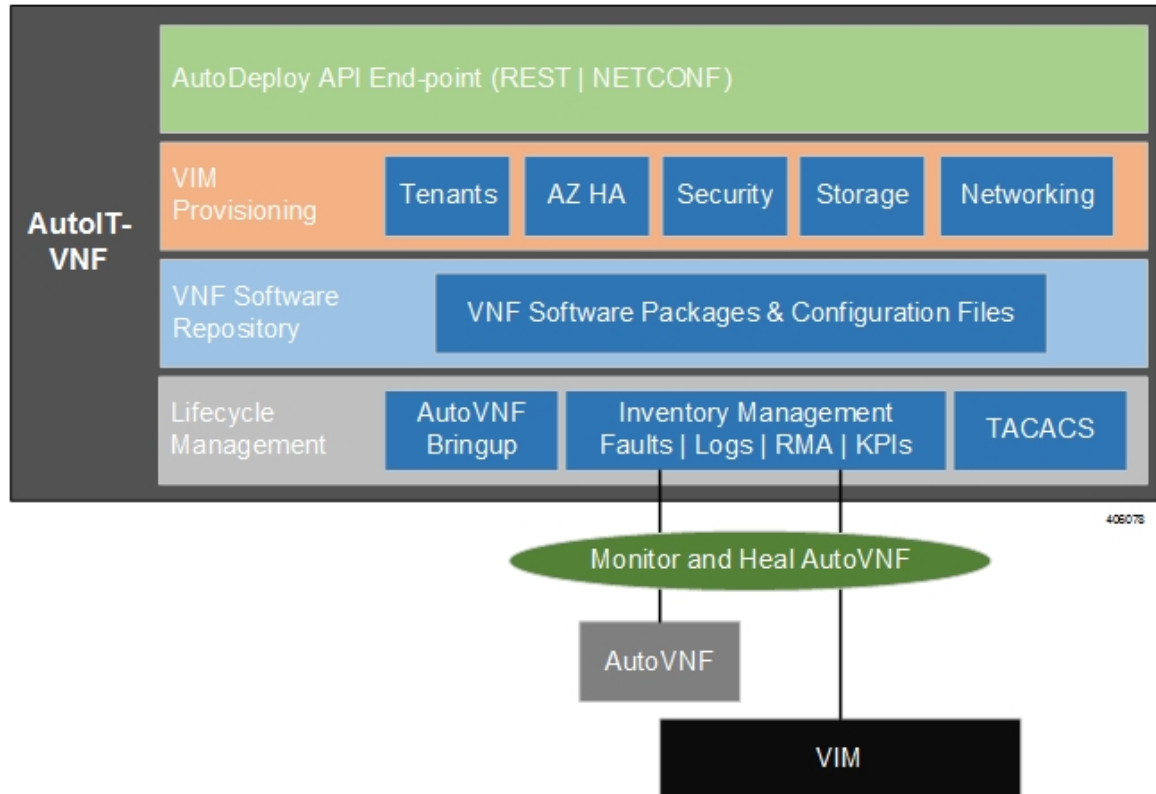 AutoIT-
VNF
AutoDeploy API End-point (REST | NETCONF)
VIM
Provisioning
Tenants
AZ HA
Security
Storage
Networking
VNF Software
Repository
VNF Software Packages & Configuration Files
Lifecycle
Management
AutoVNF
Bringup
Inventory Management
Faults | Logs | RMA | KPIs
TACACS
406078
Monitor and Heal AutoVNF
AutoVNF
VIM